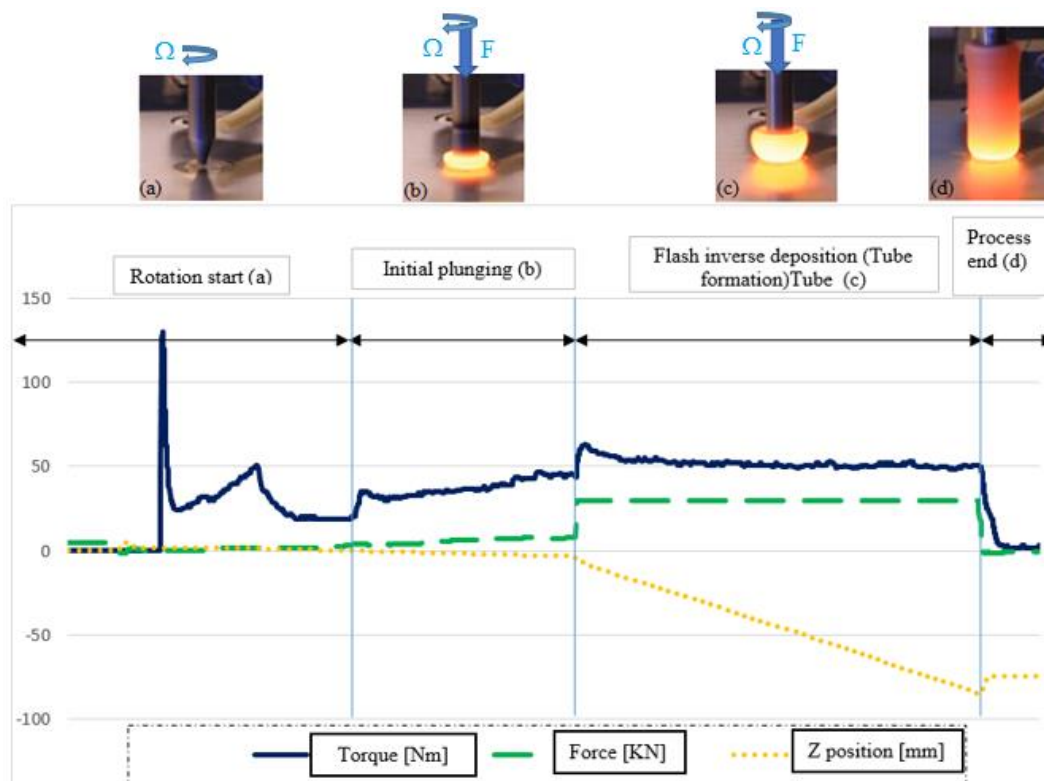 Ω
Ω F
Ω F
(a)
(b)
(c)
(d)
Rotation start (a)
Initial plunging (b)
Flash inverse deposition (Tube
formation)Tube (c)
Process
end (d)
150
100
50
0
-50
-100
Torque [Nm]
Force [KN]
Z position [mm]